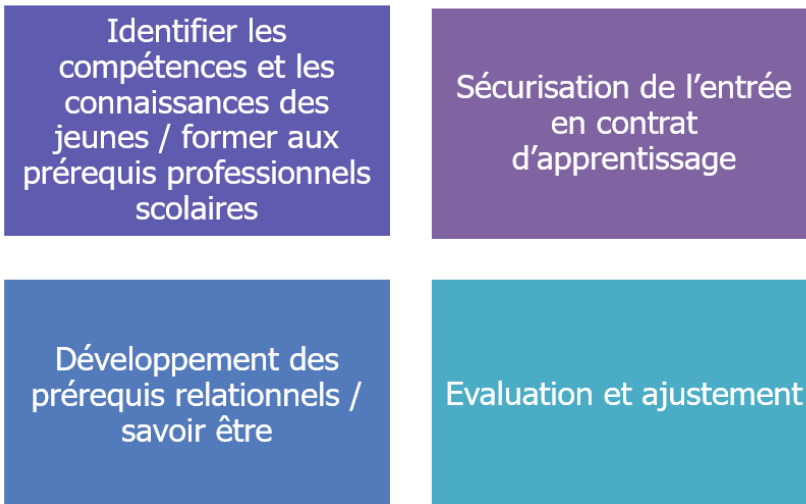 Identifier les
compétences et les
connaissances des
jeunes / former aux
prérequis professionnels
scolaires
Sécurisation de l’entrée
en contrat
d’apprentissage
Développement des
prérequis relationnels /
savoir être
Evaluation et ajustement